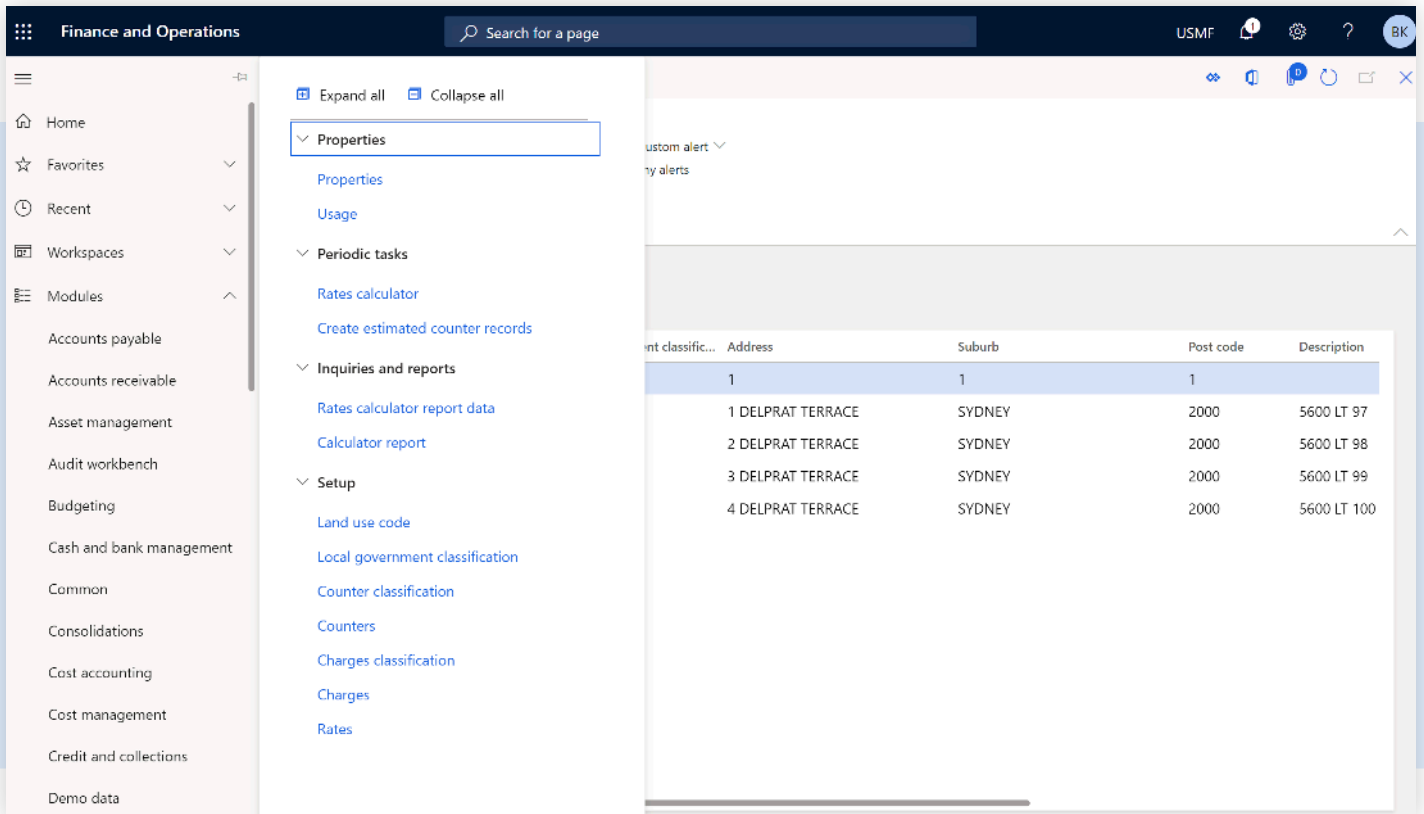 Finance and Operations
Search for a page
USMF
1
?
BK
D
Expand all
Collapse all
Home
Favorites
Recent
Workspaces
Modules
Accounts payable
Accounts receivable
Asset management
Audit workbench
Budgeting
Cash and bank management
Common
Consolidations
Cost accounting
Cost management
Credit and collections
Demo data
Properties
Properties
Usage
Periodic tasks
Rates calculator
Create estimated counter records
Inquiries and reports
Rates calculator report data
Calculator report
Setup
Land use code
Local government classification
Counter classification
Counters
Charges classification
Charges
Rates
ustom alert
ny alerts
nt classific... Address Suburb Post code Description
1 1 1
1 DELPRAT TERRACE SYDNEY 2000 5600 LT 97
2 DELPRAT TERRACE SYDNEY 2000 5600 LT 98
3 DELPRAT TERRACE SYDNEY 2000 5600 LT 99
4 DELPRAT TERRACE SYDNEY 2000 5600 LT 100